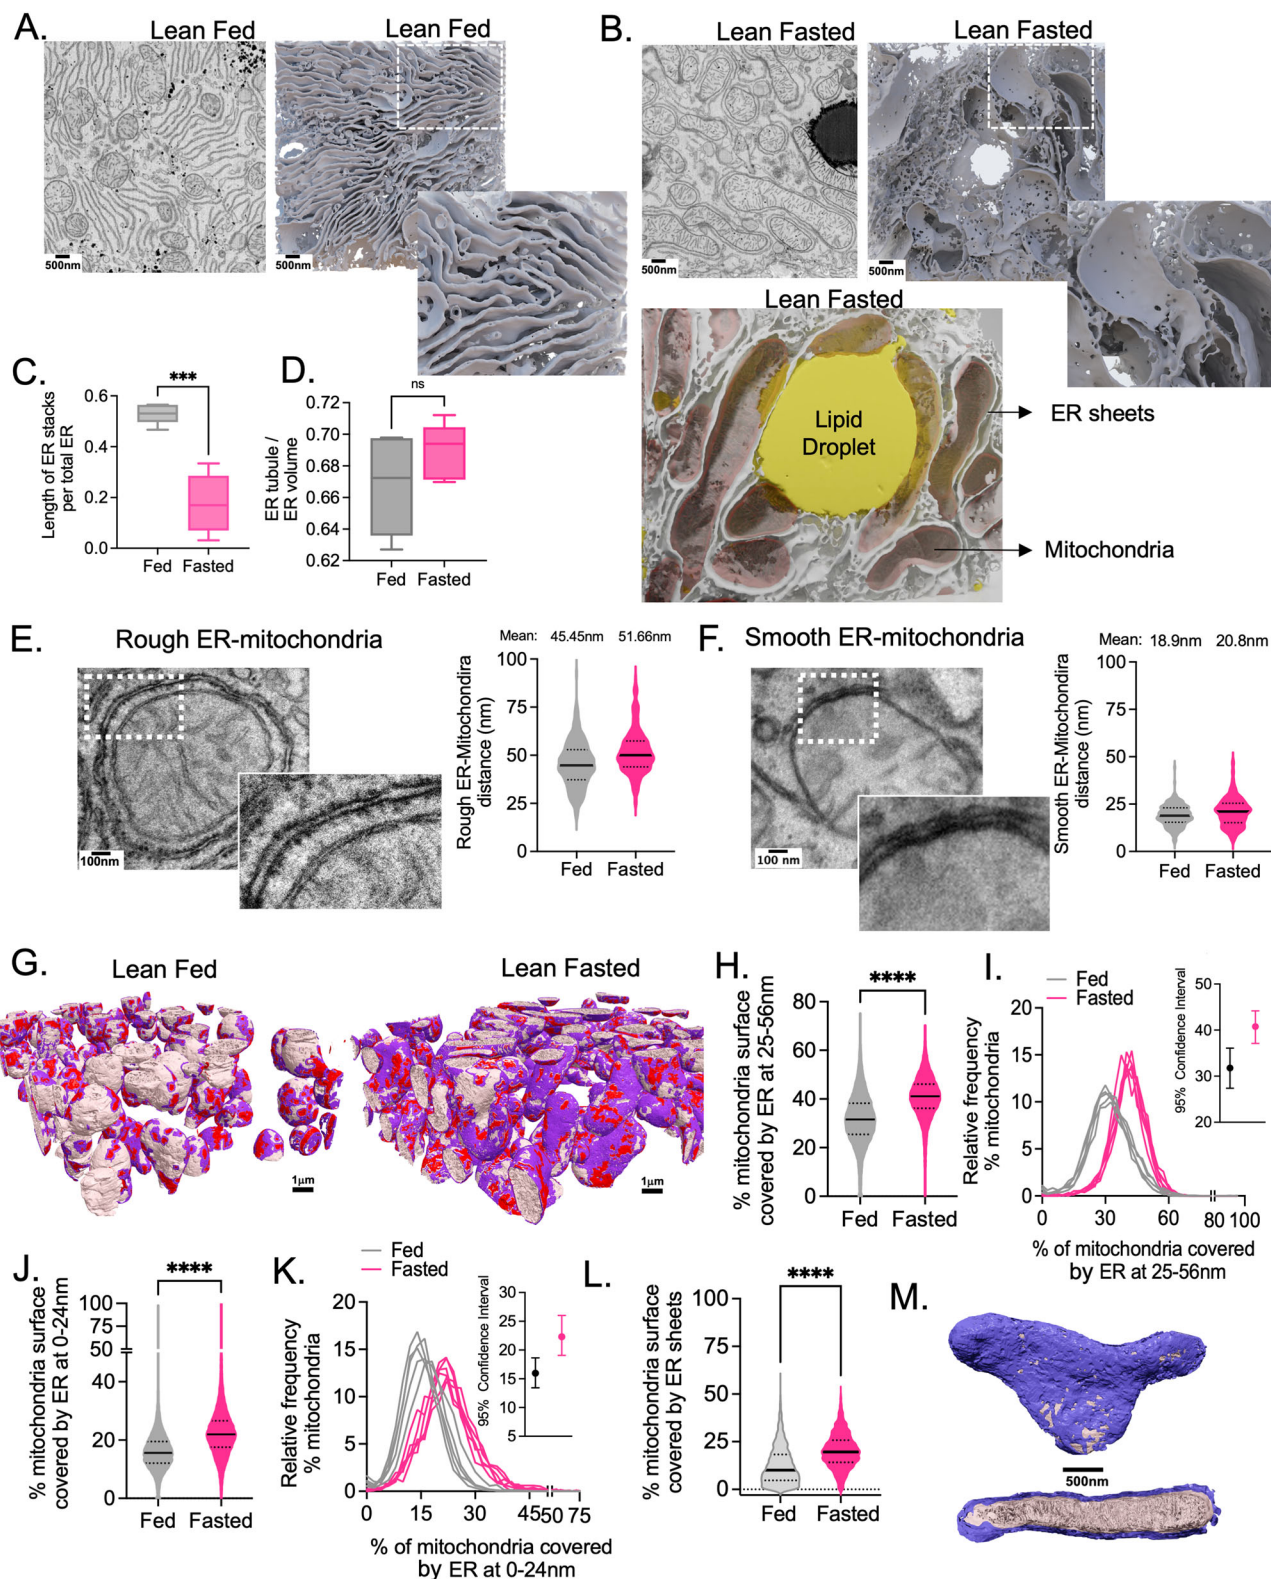 A.
Lean Fed
500nm
500nm
B.
Lean Fasted
Lean Fasted
500nm
500nm
Lean Fasted
Lipid
Droplet
ER sheets
Mitochondria
C.
***
Length of ER stacks
per total ER
0.6
0.4
0.2
0.0
Fed
Fasted
D.
ns
ER tubule /
ER volume
0.72
0.70
0.68
0.66
0.64
0.62
Fed
Fasted
E.
Rough ER-mitochondria
100nm
Mean: 45.45nm 51.66nm
Rough ER-Mitochondira
distance (nm)
100
75
50
25
0
Fed
Fasted
F.
Smooth ER-mitochondria
100 nm
Mean: 18.9nm 20.8nm
Smooth ER-Mitochondira
distance (nm)
100
75
50
25
0
Fed
Fasted
G.
Lean Fed
Lean Fasted
1μm
1μm
H.
****
% mitochondria surface
covered by ER at 25-56nm
80
60
40
20
0
Fed
Fasted
I.
Fed
Fasted
Relative frequency
% mitochondria
20
15
10
5
0
0 30 60 80 100
% of mitochondria covered
by ER at 25-56nm
95% Confidence Interval
50
40
30
20
J.
****
% mitochondria surface
covered by ER at 0-24nm
100
75
50
40
20
0
Fed
Fasted
K.
Fed
Fasted
Relative frequency
% mitochondria
20
15
10
5
0
0 15 30 45 50 75
% of mitochondria covered
by ER at 0-24nm
95% Confidence Interval
30
25
20
15
10
5
L.
****
% mitochondria surface
covered by ER sheets
100
75
50
25
0
Fed
Fasted
M.
500nm